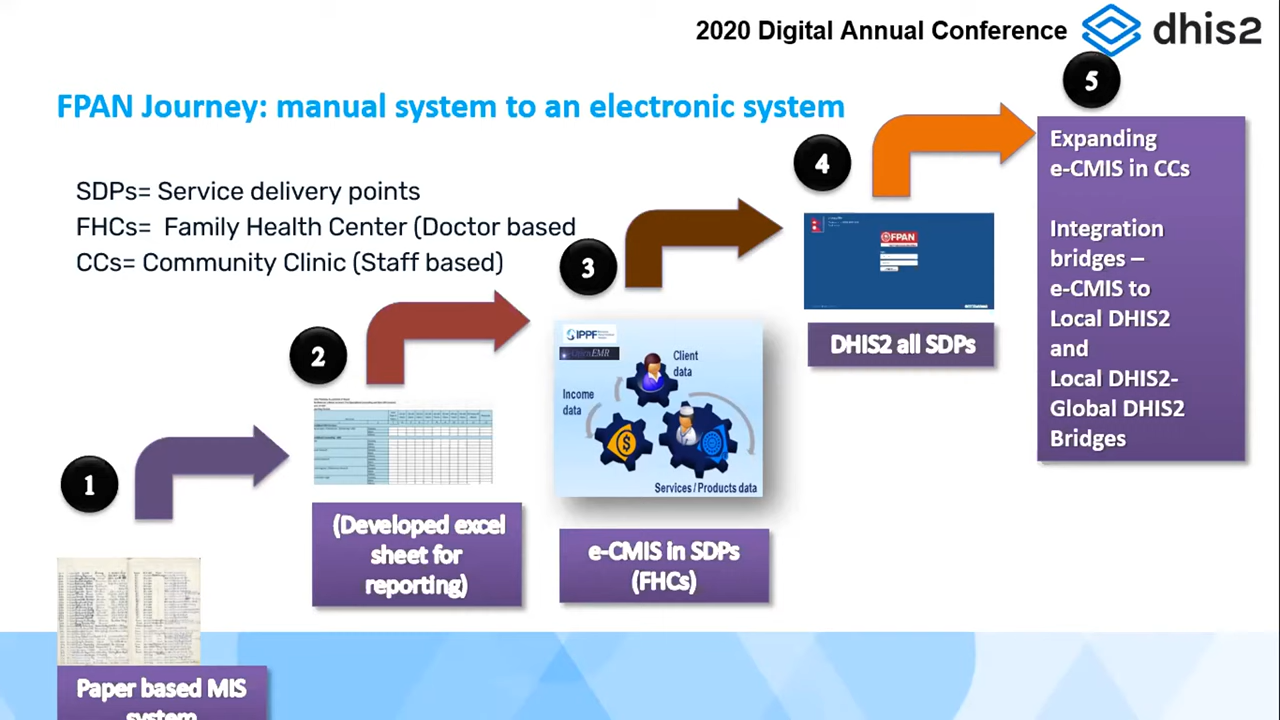 2020 Digital Annual Conference
dhis2
FPAN Journey: manual system to an electronic system
SDPs= Service delivery points
FHCs=  Family Health Center (Doctor based
CCs= Community Clinic (Staff based)
1
Paper based MIS
system
2
(Developed excel
sheet for
reporting)
3
IPPF
EMR
Client
data
Income
data
Services / Products data
e-CMIS in SDPs
(FHCs)
4
FPAN
DHIS2 all SDPs
5
Expanding
e-CMIS in CCs
Integration
bridges –
e-CMIS to
Local DHIS2
and
Local DHIS2-
Global DHIS2
Bridges